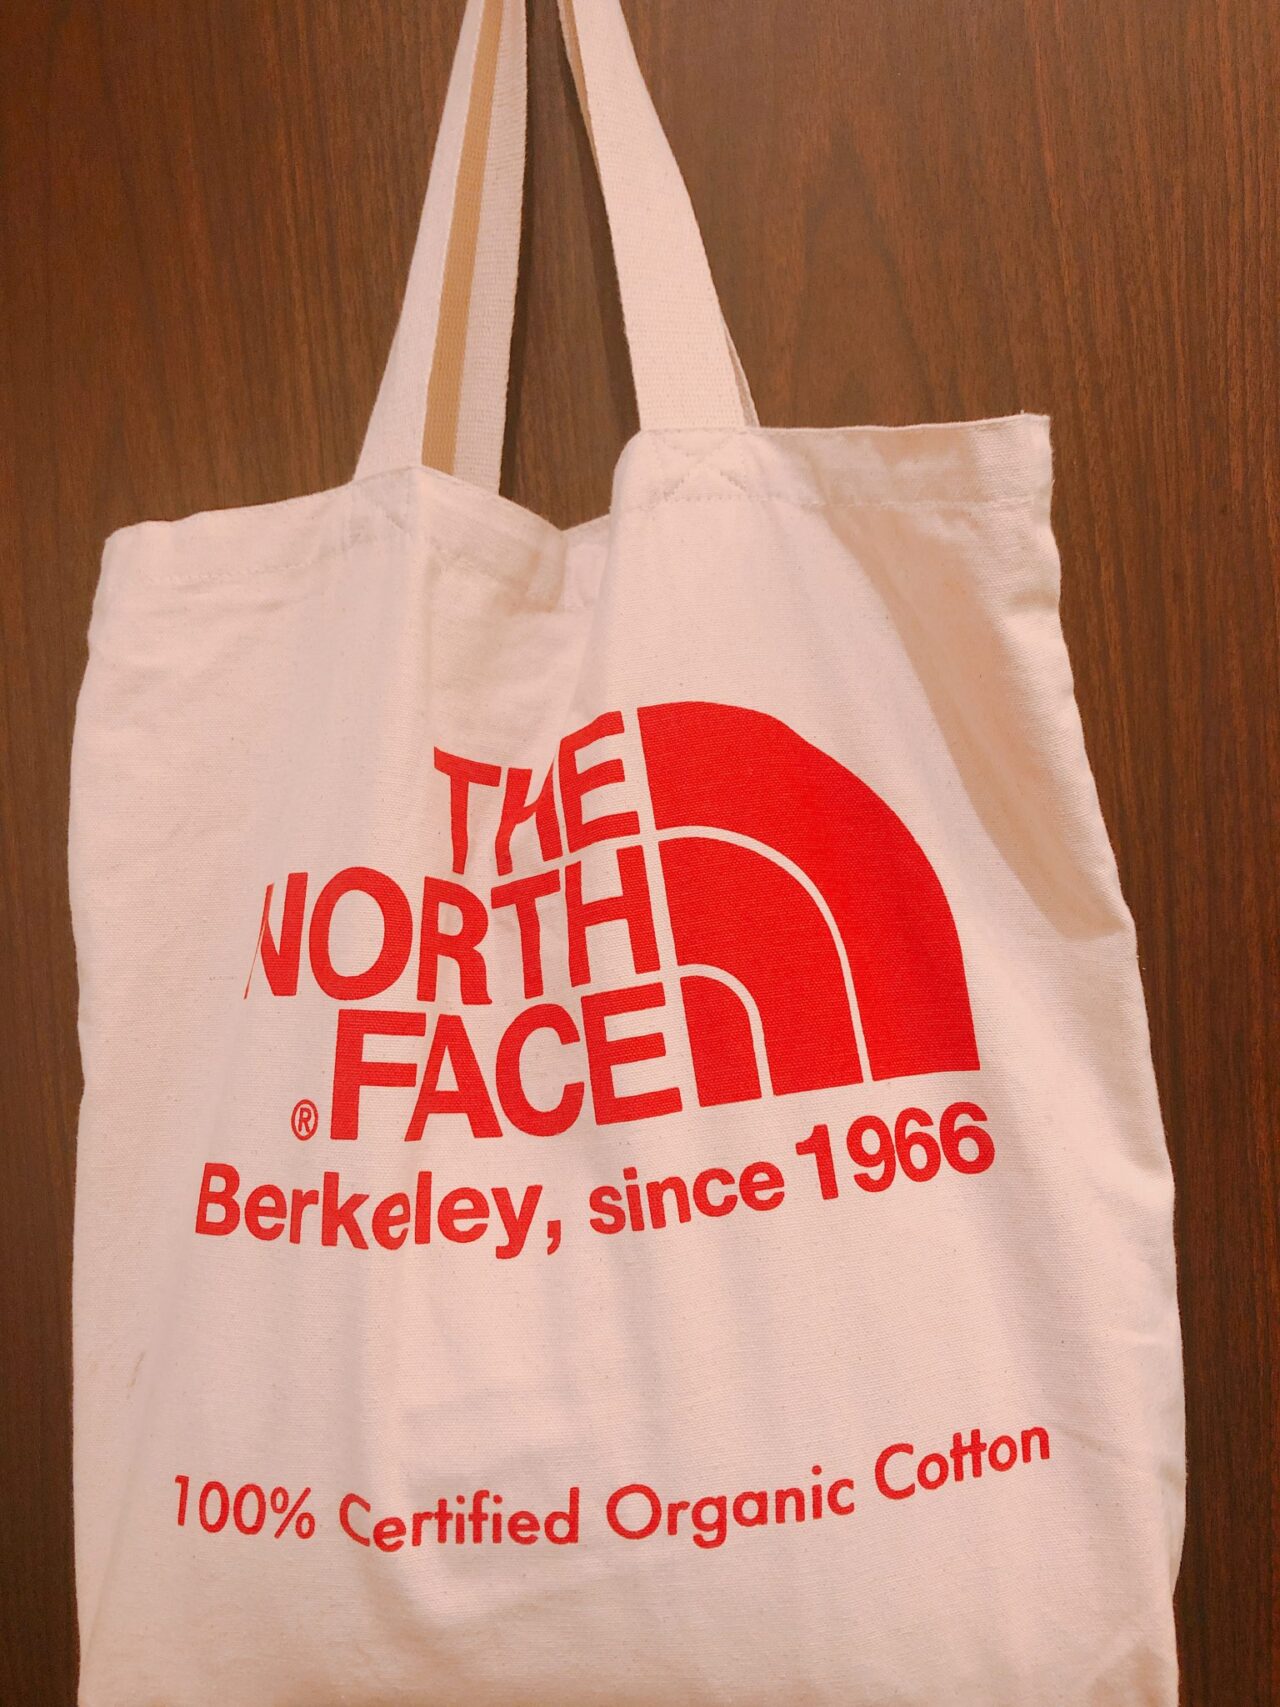 THE
NORTH
FACE
®
Berkeley, since 1966
100% Certified Organic Cotton